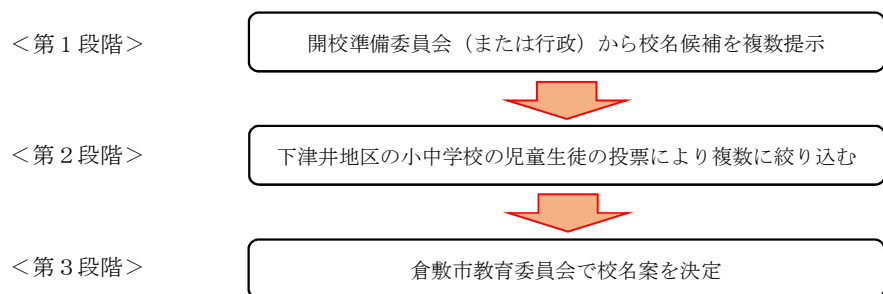 ＜第１段階＞
開校準備委員会（または行政）から校名候補を複数提示
＜第２段階＞
下津井地区の小中学校の児童生徒の投票により複数に絞り込む
＜第３段階＞
倉敷市教育委員会で校名案を決定